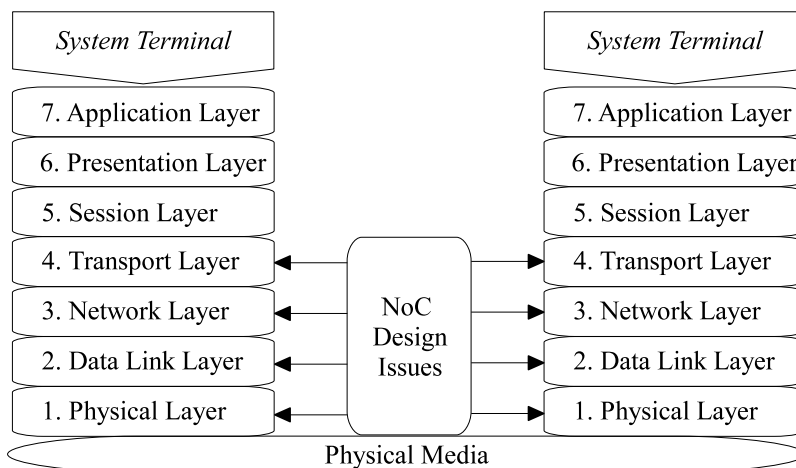 System Terminal
7. Application Layer
6. Presentation Layer
5. Session Layer
4. Transport Layer
3. Network Layer
2. Data Link Layer
1. Physical Layer
NoC
Design
Issues
System Terminal
7. Application Layer
6. Presentation Layer
5. Session Layer
4. Transport Layer
3. Network Layer
2. Data Link Layer
1. Physical Layer
Physical Media